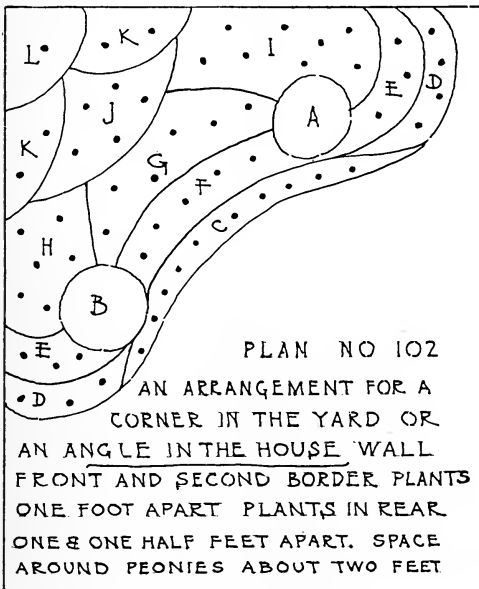 L K I E D
J A
K G F
H C
B
E
D
PLAN NO 102
AN ARRANGEMENT FOR A
CORNER IN THE YARD OR
AN ANGLE IN THE HOUSE WALL
FRONT AND SECOND BORDER PLANTS
ONE FOOT APART PLANTS IN REAR
ONE & ONE HALF FEET APART. SPACE
AROUND PEONIES ABOUT TWO FEET